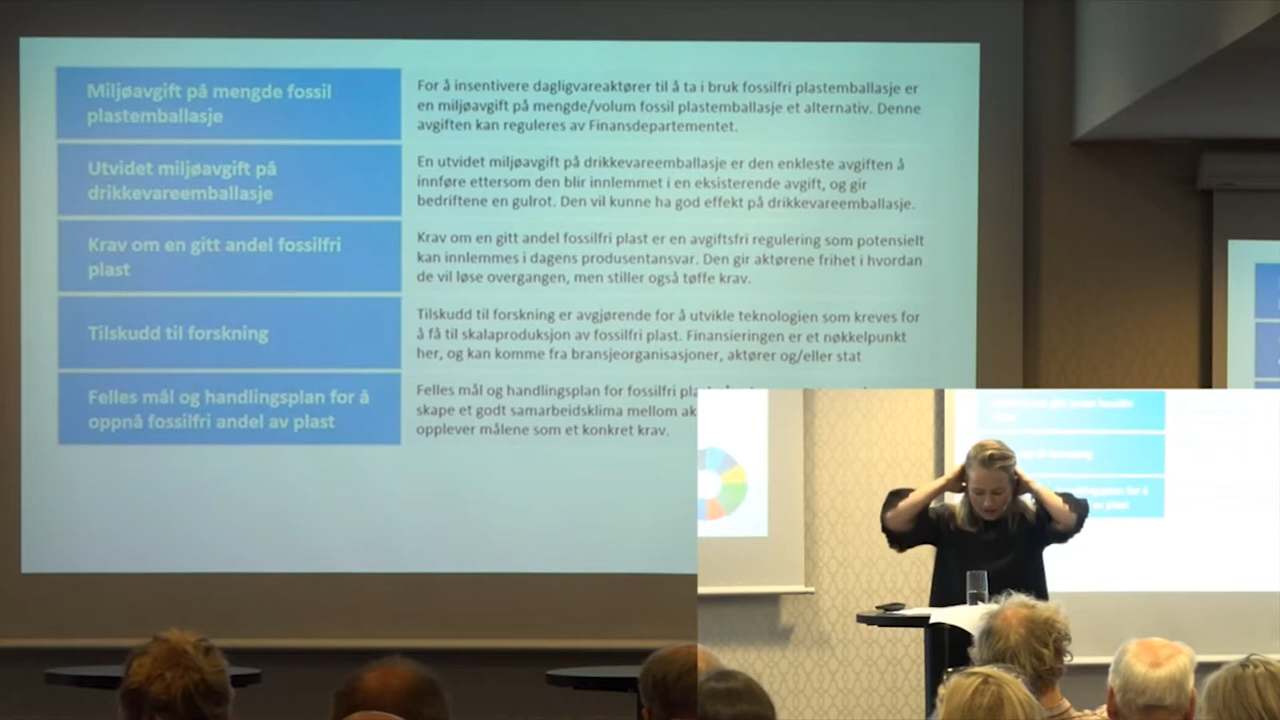 Miljøavgift på mengde fossil
plastemballasje
For å insentivere dagligvareaktører til å ta i bruk fossilfri plastemballasje er
en miljøavgift på mengde/volum fossil plastemballasje et alternativ. Denne
avgiften kan reguleres av Finansdepartementet.
Utvidet miljøavgift på
drikkevareemballasje
En utvidet miljøavgift på drikkevareemballasje er den enkleste avgiften å
innføre ettersom den blir innlemmet i en eksisterende avgift, og gir
bedriftene en gulrot. Den vil kunne ha god effekt på drikkevareemballasje.
Krav om en gitt andel fossilfri
plast
Krav om en gitt andel fossilfri plast er en avgiftsfri regulering som potensielt
kan innlemmes i dagens produsentansvar. Den gir aktørene frihet i hvordan
de vil løse overgangen, men stiller også tøffe krav.
Tilskudd til forskning
Tilskudd til forskning er avgjørende for å utvikle teknologien som kreves for
å få til skalaproduksjon av fossilfri plast. Finansieringen er et nøkkelpunkt
her, og kan komme fra bransjeorganisasjoner, aktører og/eller stat
Felles mål og handlingsplan for å
oppnå fossilfri andel av plast
Felles mål og handlingsplan for fossilfri
skape et godt samarbeidsklima mellom
opplever målene som et konkret krav.